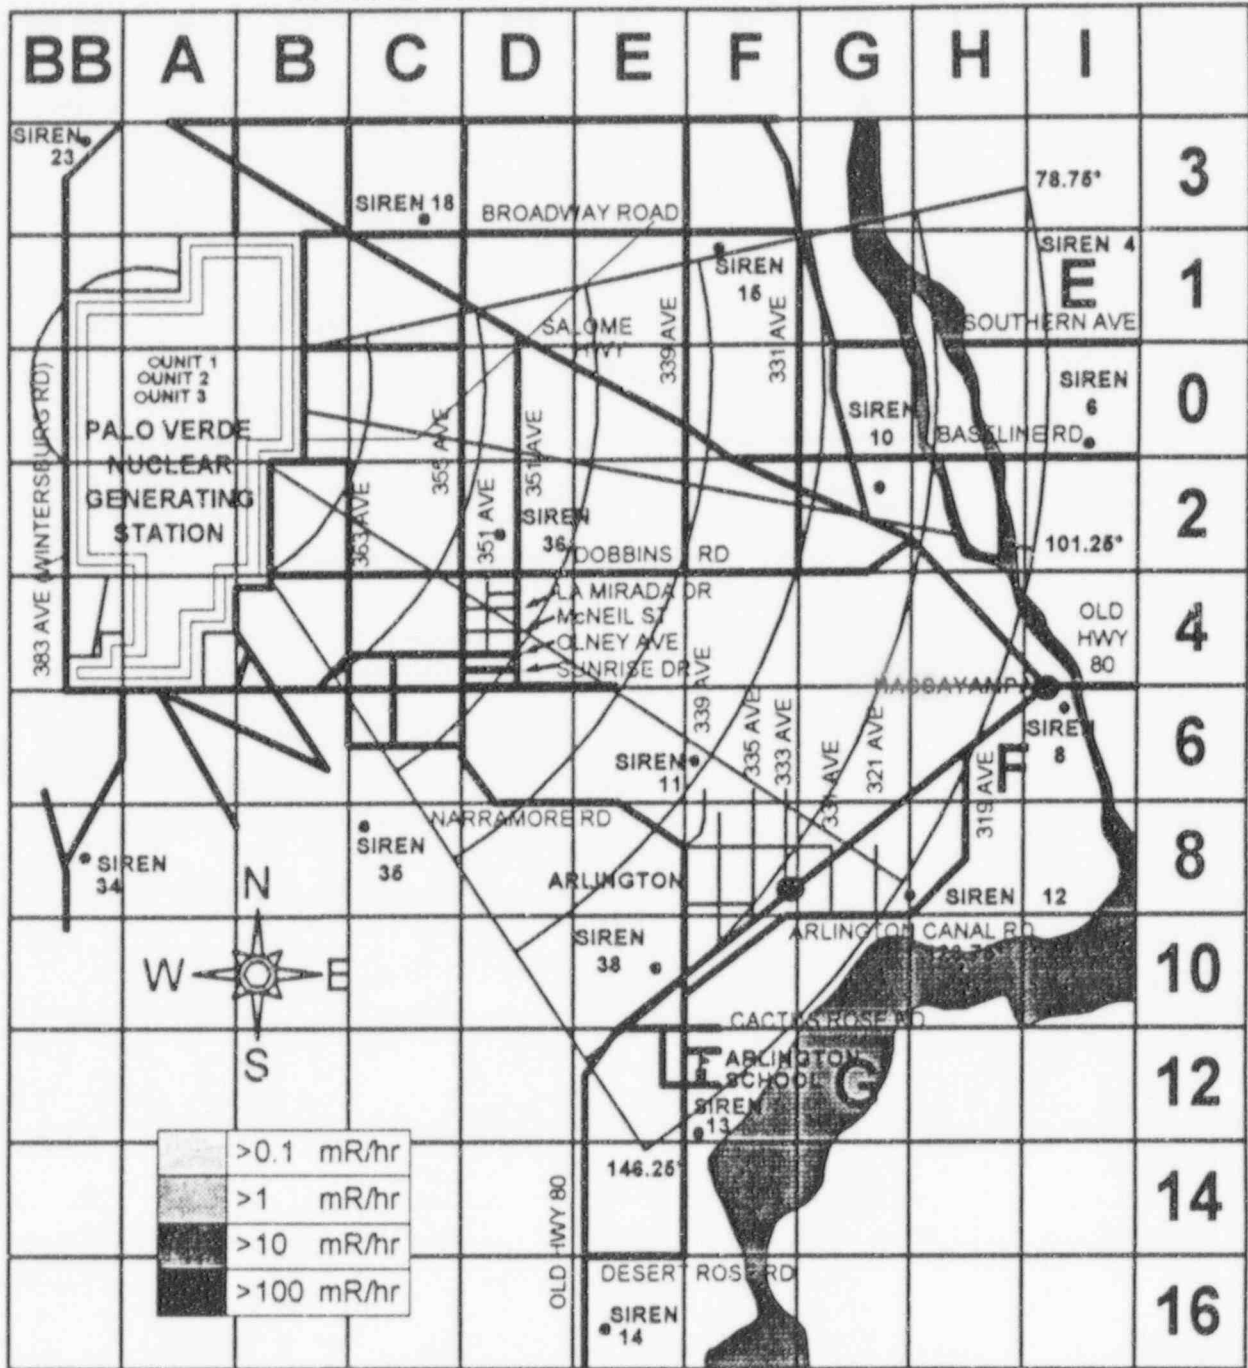 BB A B C D E F G H I
SIREN
23
3
78.75°
SIREN 18
BROADWAY ROAD
SIREN 4
E
1
SIREN
15
SOUTHERN AVE
SALOME
HWY
339 AVE
331 AVE
383 AVE (WINTERSBURG RD)
OUNIT 1
OUNIT 2
OUNIT 3
PALO VERDE
NUCLEAR
GENERATING
STATION
355 AVE
351 AVE
SIREN
6
0
SIREN
10
BASELINE RD
363 AVE
351 AVE
SIREN
36
2
DOBBINS RD
101.25°
LA MIRADA DR
McNEIL ST
OLNEY AVE
SUNRISE DR
OLD
HWY
80
4
339 AVE
335 AVE
333 AVE
331 AVE
321 AVE
319 AVE
SIREN
8
F
6
SIREN
11
NARRAMORE RD
SIREN
35
SIREN
34
8
ARLINGTON
SIREN 12
N
W E
S
SIREN
38
ARLINGTON CANAL RD
10
CACTUS ROSE RD
ARLINGTON
SCHOOL
G
12
SIREN
13
146.25°
>0.1 mR/hr
>1 mR/hr
>10 mR/hr
>100 mR/hr
14
OLD HWY 80
DESERT ROSE RD
SIREN
14
16